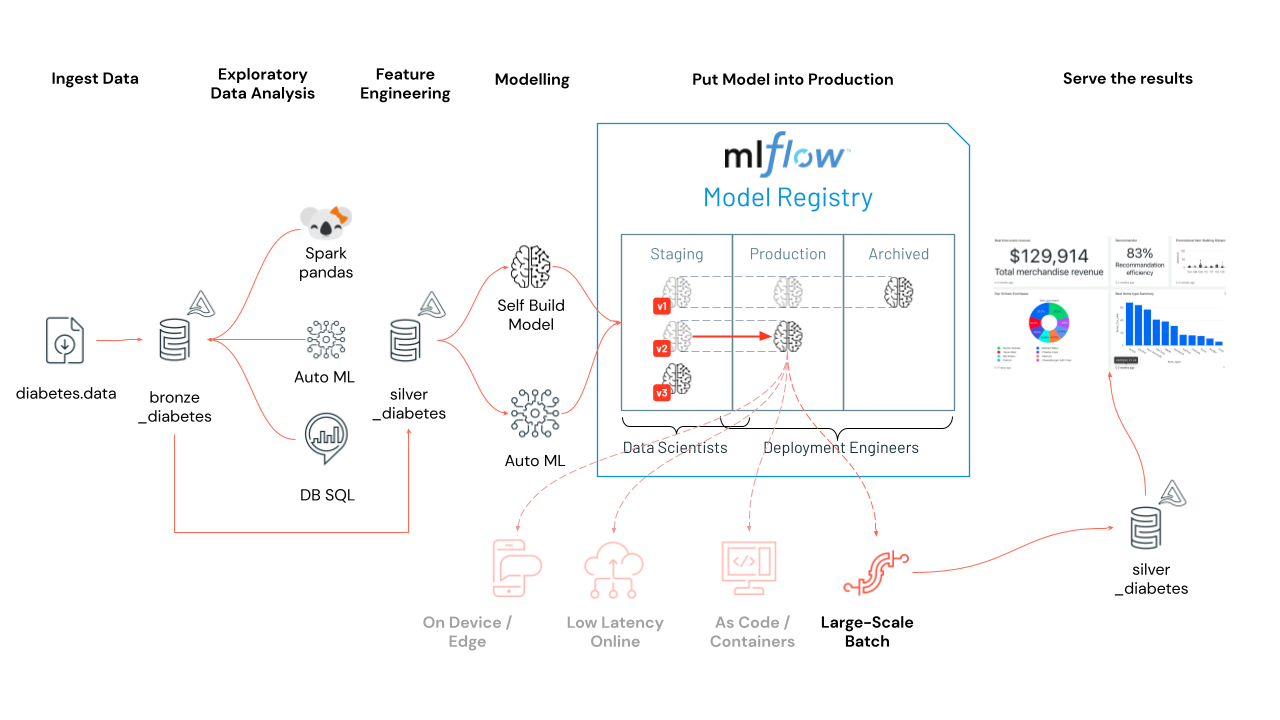 Ingest Data
Exploratory
Data Analysis
Feature
Engineering
Modelling
Put Model into Production
Serve the results
mlflow™
Model Registry
Staging
Production
Archived
v1
v2
v3
Data Scientists
Deployment Engineers
diabetes.data
bronze
_diabetes
Spark
pandas
Auto ML
DB SQL
silver
_diabetes
Self Build
Model
Auto ML
On Device /
Edge
Low Latency
Online
As Code /
Containers
Large-Scale
Batch
$129,914
Total merchandise revenue
83%
Recommandation
efficiency
silver
_diabetes